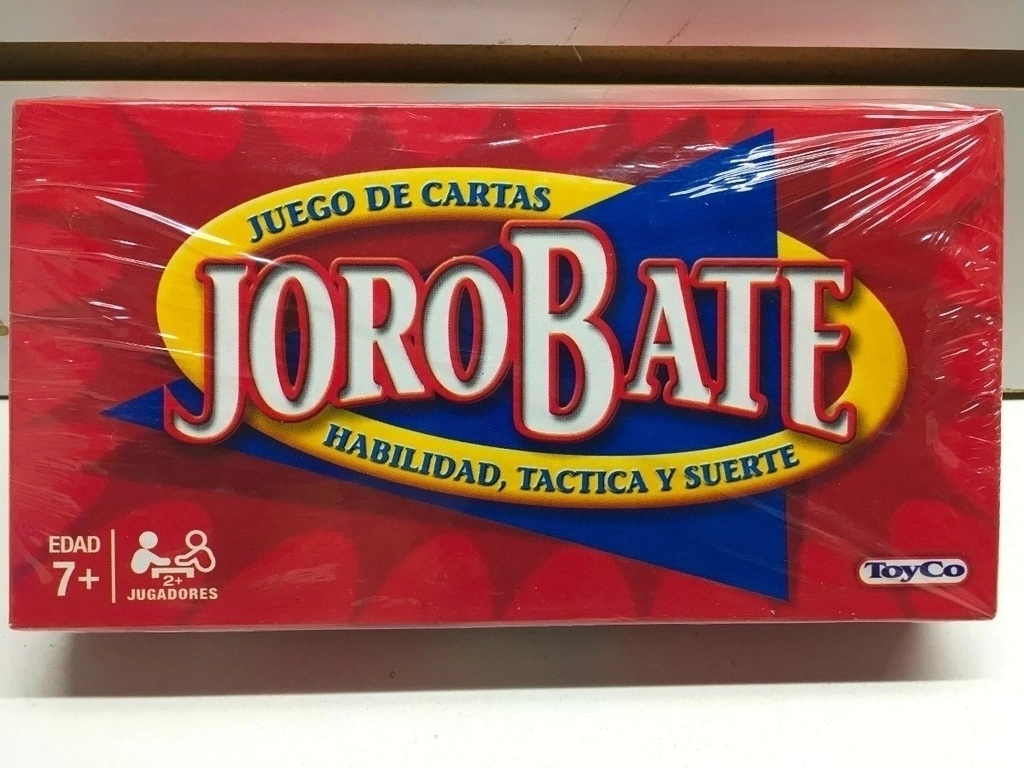 JUEGO DE CARTAS
JOROBATE
HABILIDAD, TACTICA Y SUERTE
EDAD
7+
2+
JUGADORES
ToyCo